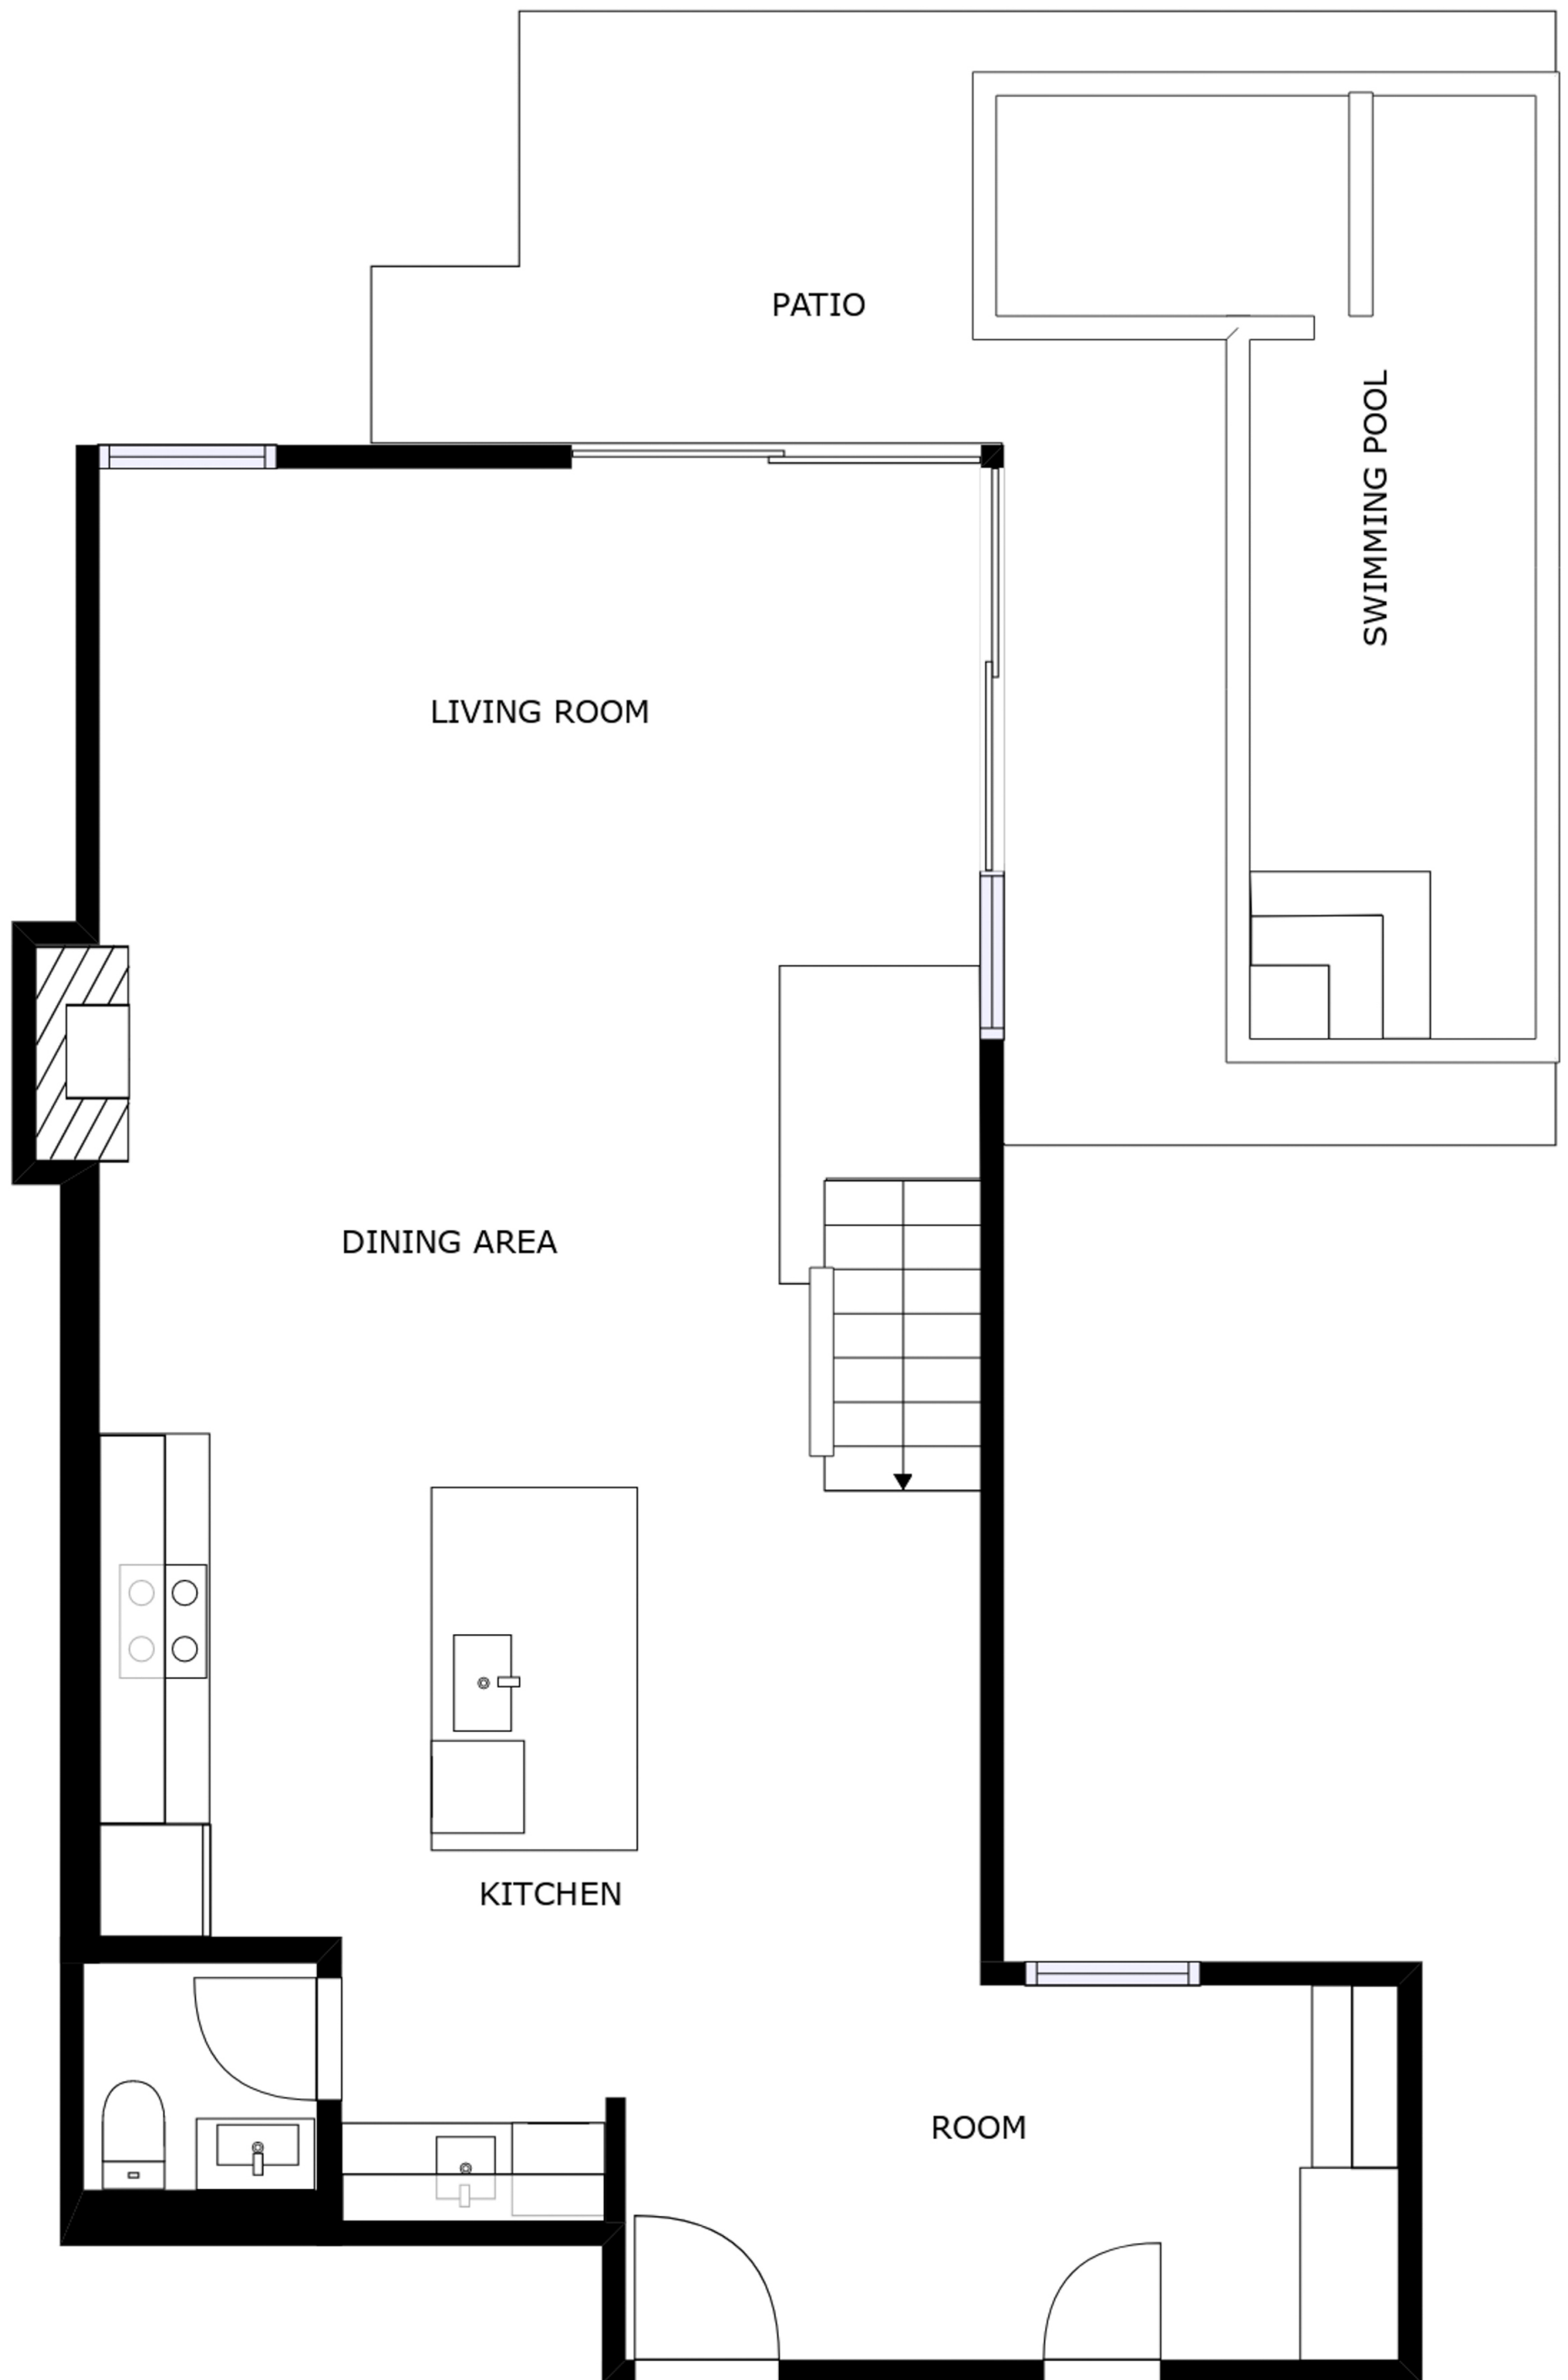 PATIO
SWIMMING POOL
LIVING ROOM
DINING AREA
KITCHEN
ROOM